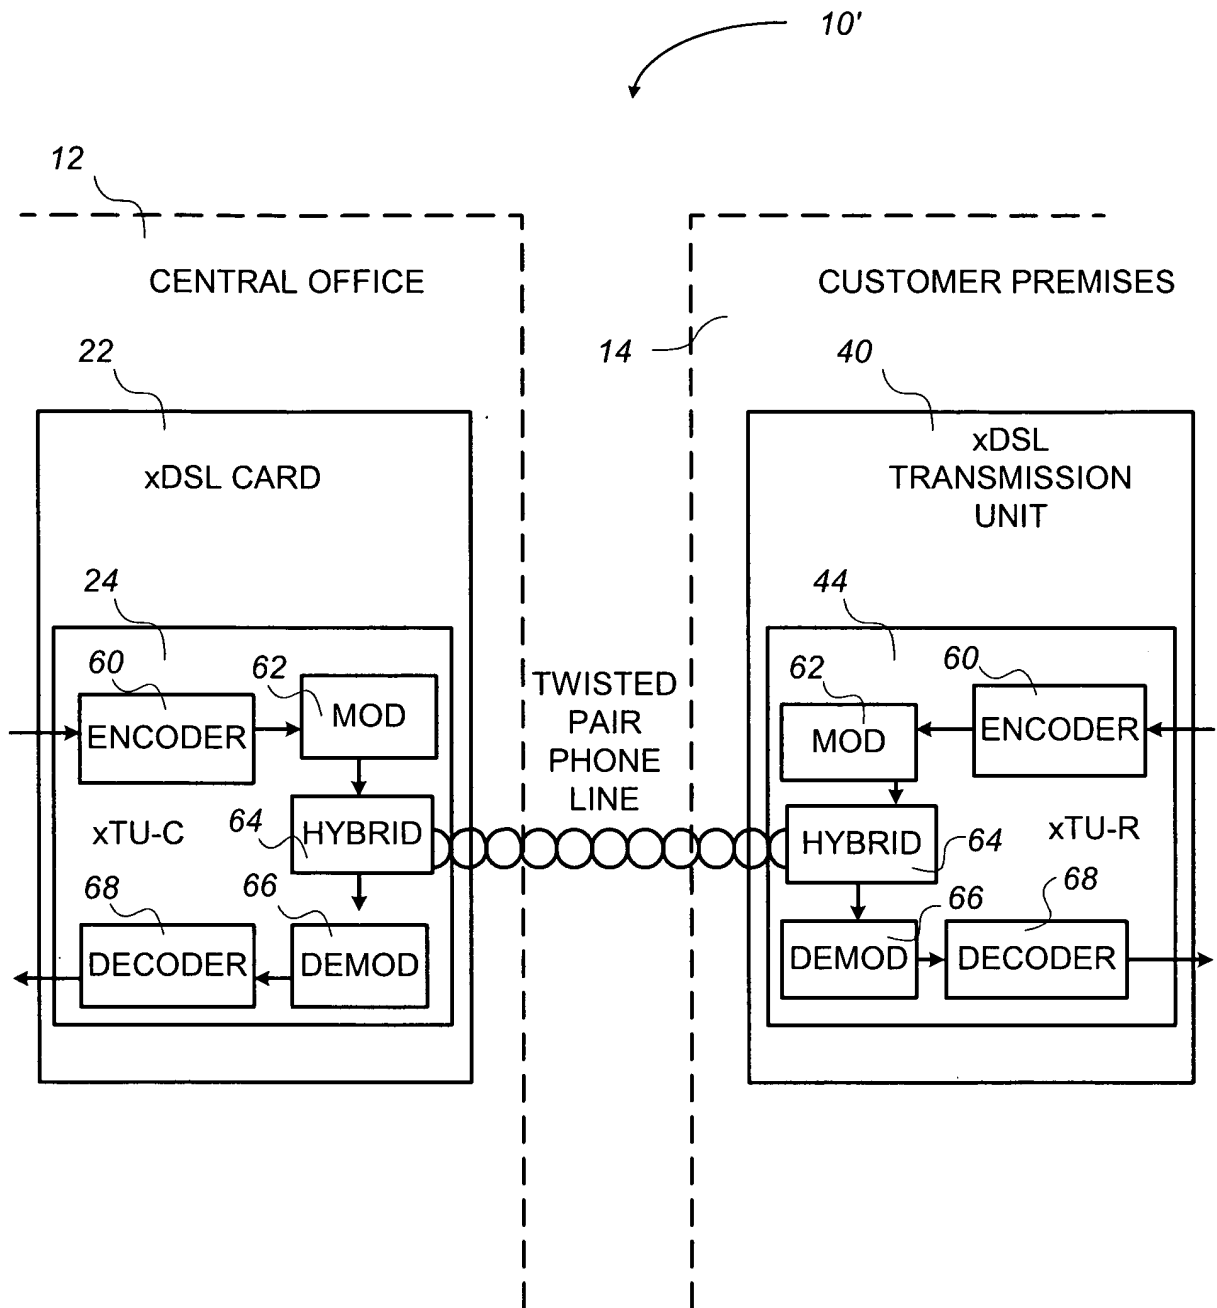 10'
12
CENTRAL OFFICE
CUSTOMER PREMISES
22
14
40
xDSL CARD
xDSL
TRANSMISSION
UNIT
24
44
60
62
ENCODER
MOD
TWISTED
PAIR
PHONE
LINE
62
60
MOD
ENCODER
xTU-C
64
HYBRID
HYBRID
xTU-R
64
68
66
DECODER
DEMOD
66
68
DEMOD
DECODER